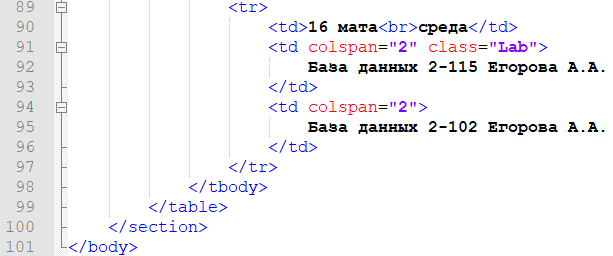 89 <tr>
90 <td>16 мата<br>среда</td>
91 <td colspan="2" class="Lab">
92 База данных 2-115 Егорова А.А.
93 </td>
94 <td colspan="2">
95 База данных 2-102 Егорова А.А.
96 </td>
97 </tr>
98 </tbody>
99 </table>
100 </section>
101 </body>